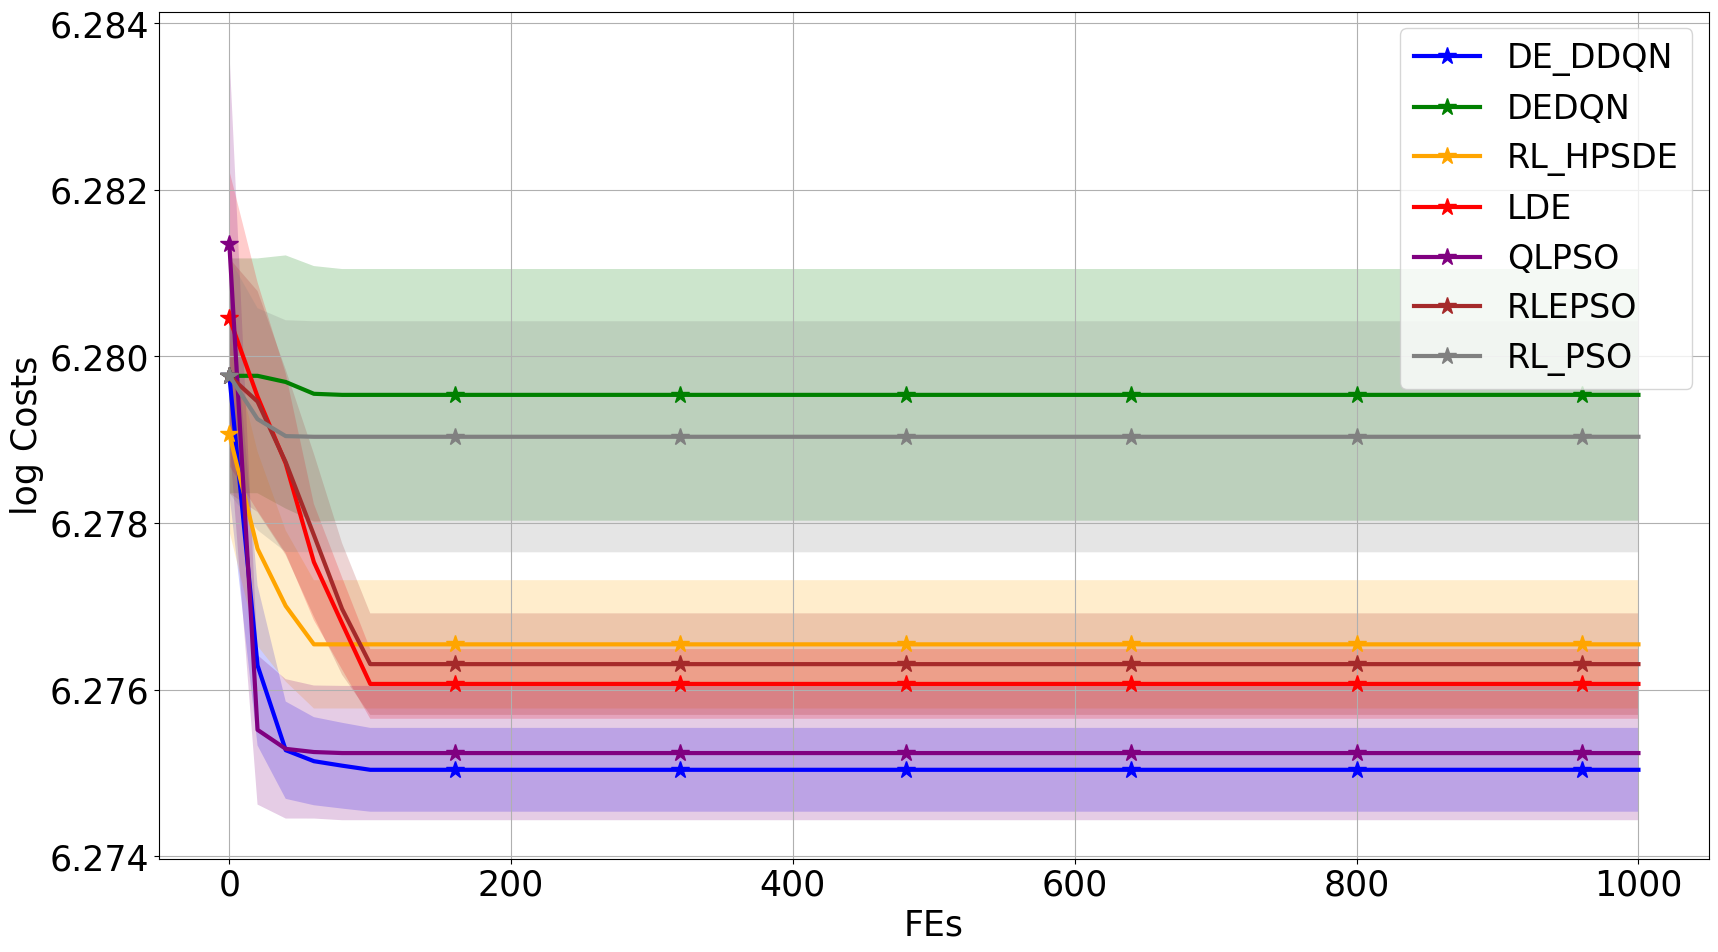 6.284
6.282
6.280
6.278
6.276
6.274
log Costs
0
200
400
600
800
1000
FEs
DE_DDQN
DEDQN
RL_HPSDE
LDE
QLPSO
RLEPSO
RL_PSO